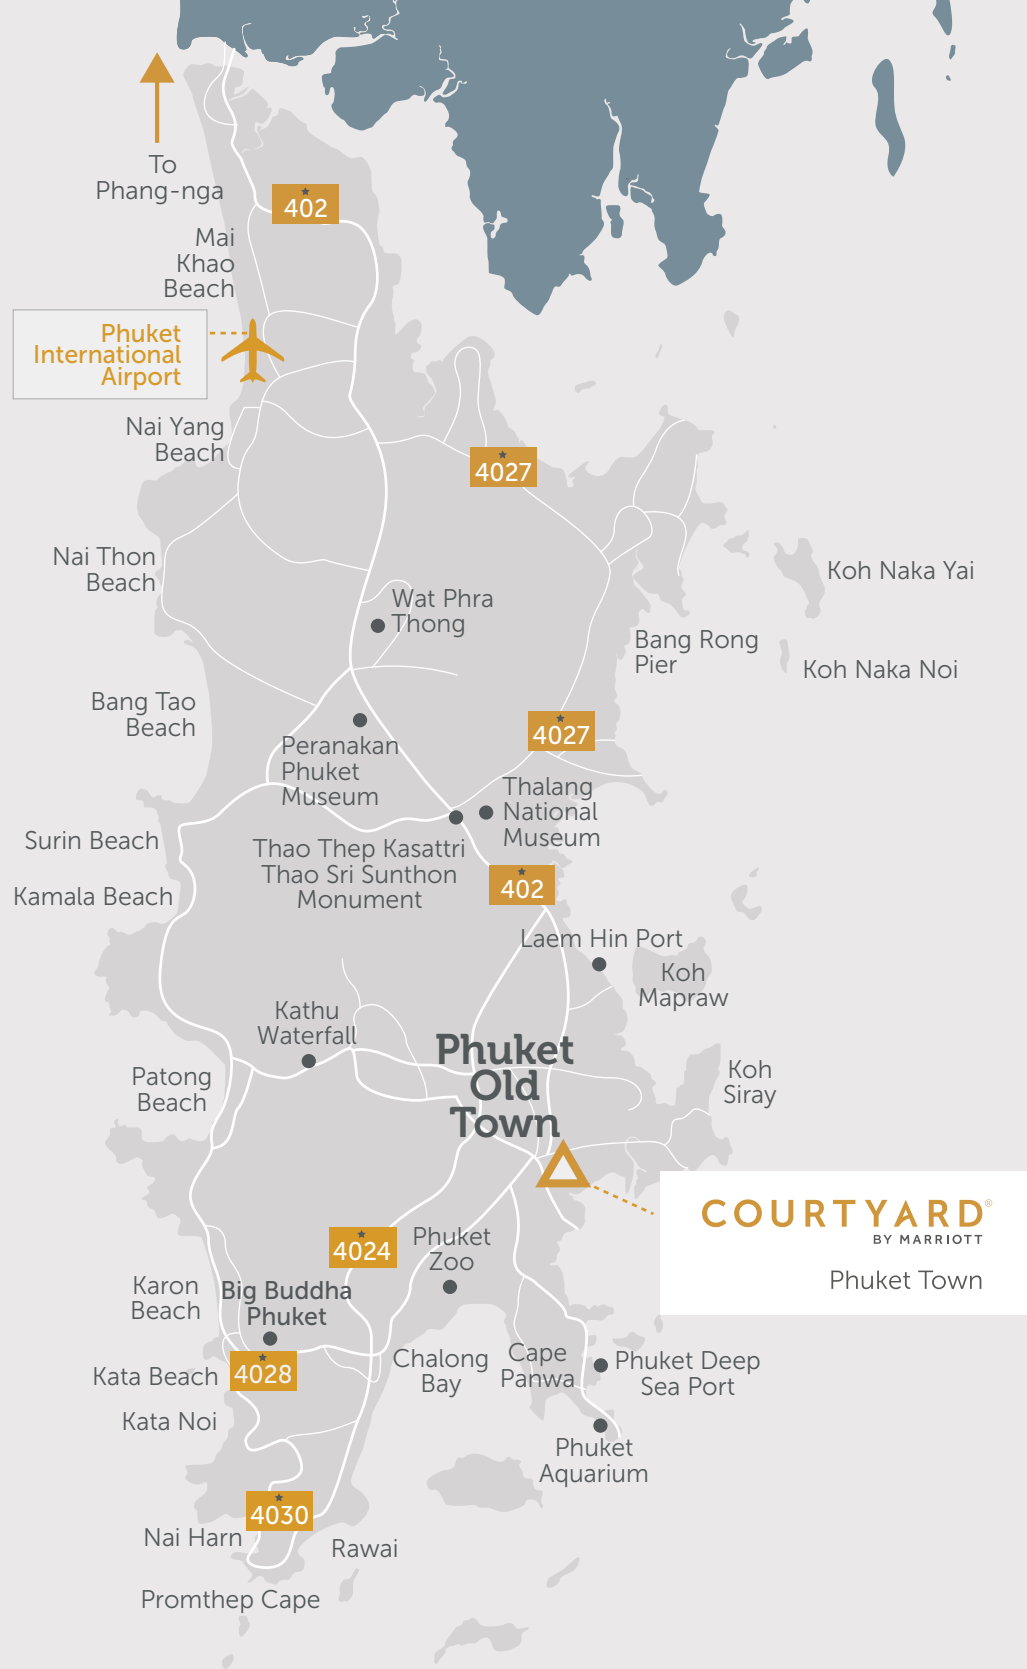 To
Phang-nga
402
Mai
Khao
Beach
Phuket
International
Airport
Nai Yang
Beach
4027
Nai Thon
Beach
Koh Naka Yai
Wat Phra
Thong
Bang Rong
Pier
Koh Naka Noi
Bang Tao
Beach
4027
Peranakan
Phuket
Museum
Thalang
National
Museum
Surin Beach
Thao Thep Kasattri
Thao Sri Sunthon
Monument
402
Kamala Beach
Laem Hin Port
Koh
Mapraw
Kathu
Waterfall
Phuket
Old
Town
Patong
Beach
Koh
Siray
COURTYARD®
BY MARRIOTT
Phuket Town
4024
Phuket
Zoo
Karon
Beach
Big Buddha
Phuket
Kata Beach
4028
Chalong
Bay
Cape
Panwa
Phuket Deep
Sea Port
Kata Noi
Phuket
Aquarium
4030
Nai Harn
Rawai
Promthep Cape